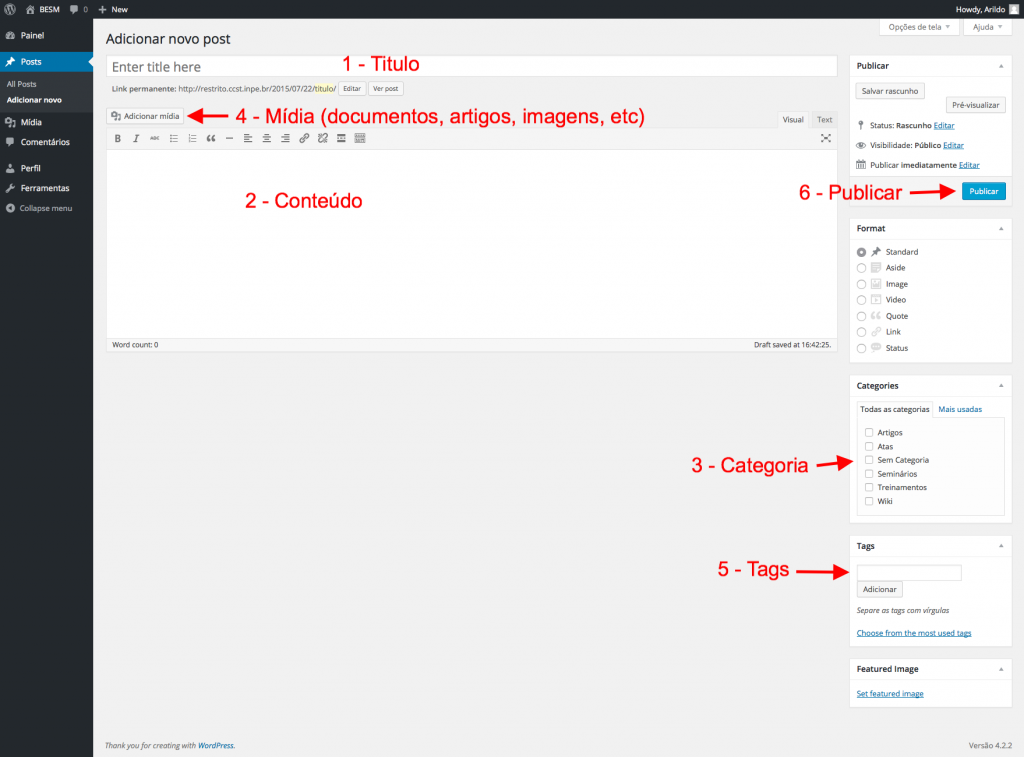 BESM 0 New Howdy, Arildo
Painel
Posts
All Posts
Adicionar novo
Mídia
Comentários
Perfil
Ferramentas
Collapse menu
Opções de tela Ajuda
Adicionar novo post
Enter title here
1 - Titulo
Link permanente: http://restrito.ccst.inpe.br/2015/07/22/titulo/ Editar Ver post
Adicionar mídia
4 - Mídia (documentos, artigos, imagens, etc)
Visual Text
B I ABC
2 - Conteúdo
Word count: 0 Draft saved at 16:42:25.
Publicar
Salvar rascunho
Pré-visualizar
Status: Rascunho Editar
Visibilidade: Público Editar
Publicar imediatamente Editar
6 - Publicar
Publicar
Format
Standard
Aside
Image
Video
Quote
Link
Status
Categories
Todas as categorias Mais usadas
Artigos
Atas
Sem Categoria
Seminários
Treinamentos
Wiki
3 - Categoria
Tags
5 - Tags
Adicionar
Separe as tags com vírgulas
Choose from the most used tags
Featured Image
Set featured image
Thank you for creating with WordPress. Versão 4.2.2